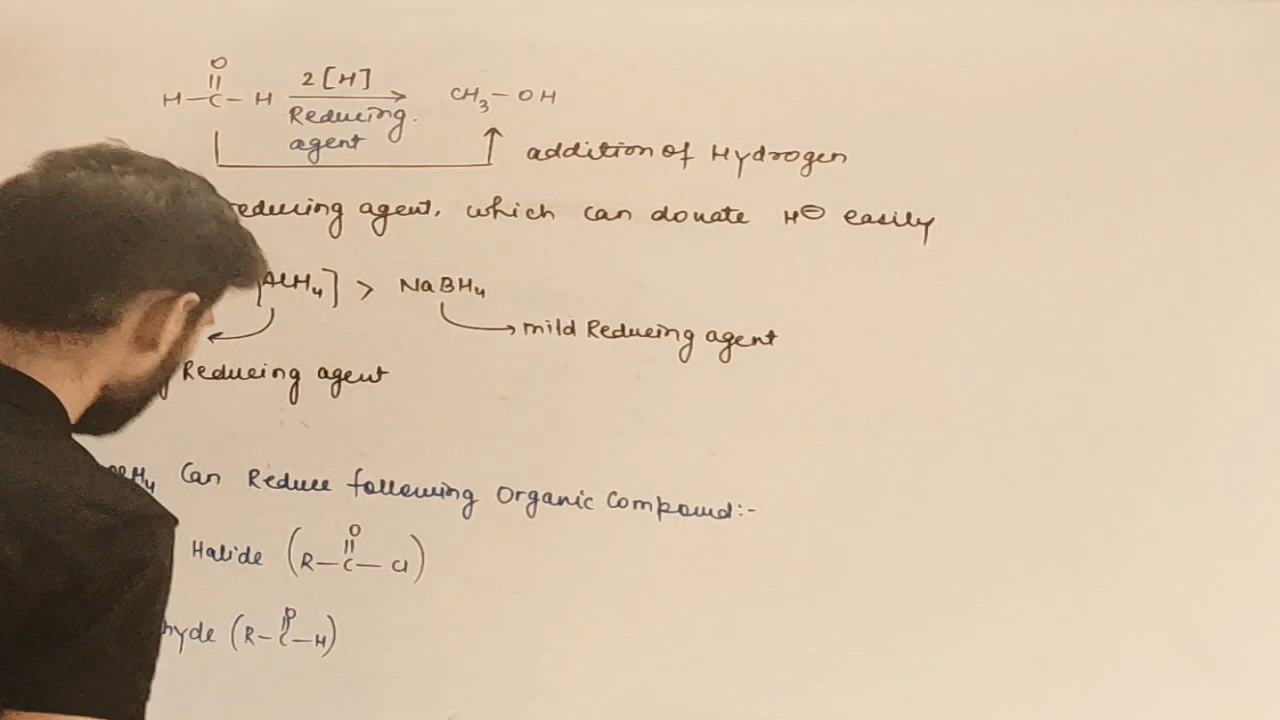 O
H-C-H 2[H] CH3-OH
Reducing
agent
addition of Hydrogen
reducing agent, which can donate H⊖ easily
AlH4] > NaBH4
mild Reducing agent
Reducing agent
BH4 Can Reduce following Organic Compound:-
Halide (R-C-Cl)
O
hyde (R-C-H)
O